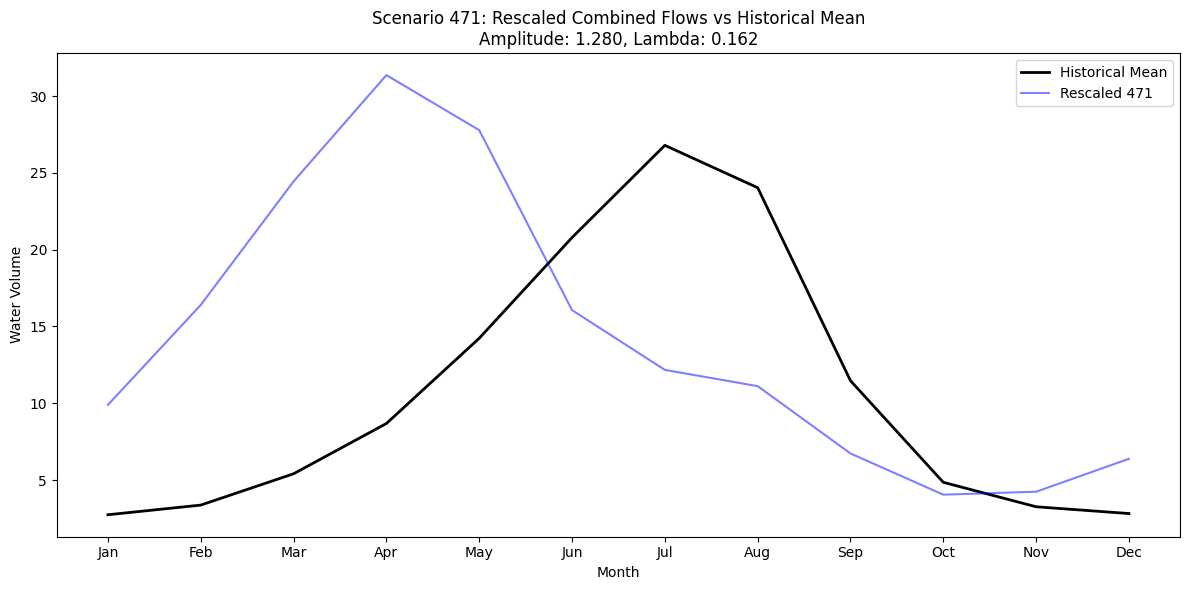 Scenario 471: Rescaled Combined Flows vs Historical Mean
Amplitude: 1.280, Lambda: 0.162
Historical Mean
Rescaled 471
Water Volume
30
25
20
15
10
5
Jan Feb Mar Apr May Jun Jul Aug Sep Oct Nov Dec
Month